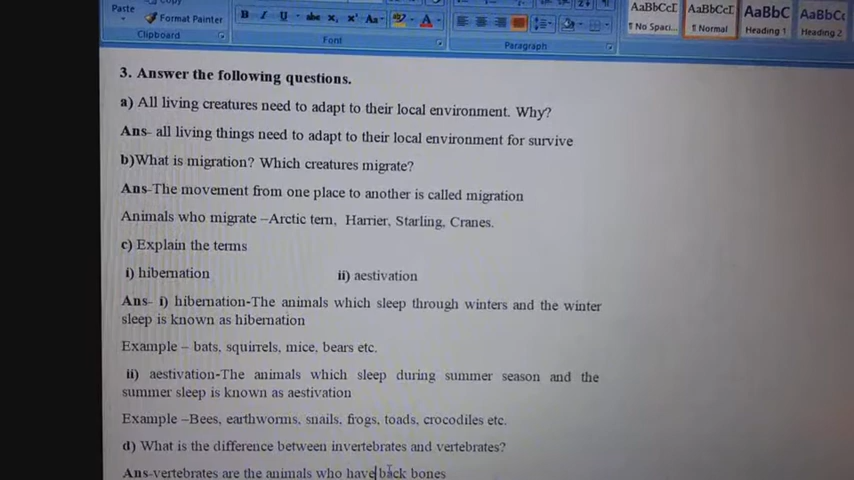 Paste
Copy
Format Painter
Clipboard
B I U abc x, x² Aa
Font
Paragraph
AaBbCcI AaBbCcI AaBbC AaBbCc
¶ No Spaci... ¶ Normal Heading 1 Heading 2
3. Answer the following questions.
a) All living creatures need to adapt to their local environment. Why?
Ans- all living things need to adapt to their local environment for survive
b)What is migration? Which creatures migrate?
Ans-The movement from one place to another is called migration
Animals who migrate –Arctic tern, Harrier, Starling, Cranes.
c) Explain the terms
i) hibernation ii) aestivation
Ans- i) hibernation-The animals which sleep through winters and the winter
sleep is known as hibernation
Example – bats, squirrels, mice, bears etc.
ii) aestivation-The animals which sleep during summer season and the
summer sleep is known as aestivation
Example –Bees, earthworms, snails, frogs, toads, crocodiles etc.
d) What is the difference between invertebrates and vertebrates?
Ans-vertebrates are the animals who have back bones